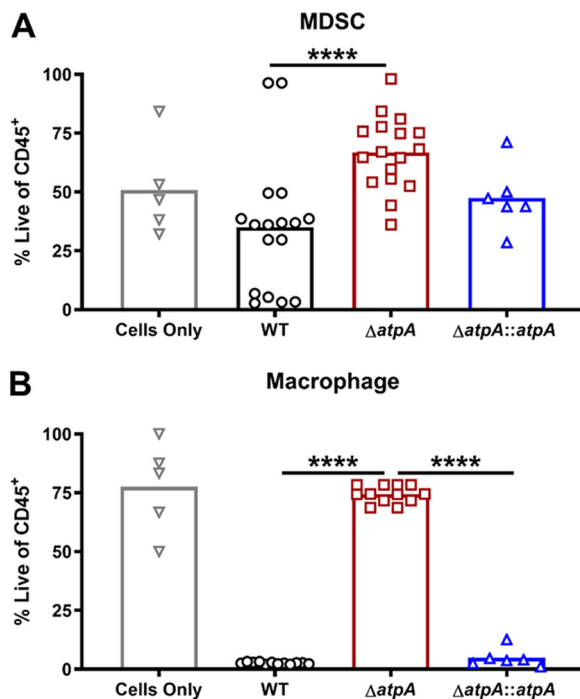 A
MDSC
****
% Live of CD45+
100
75
50
25
0
Cells Only WT ΔatpA ΔatpA::atpA
B
Macrophage
**** ****
% Live of CD45+
100
75
50
25
0
Cells Only WT ΔatpA ΔatpA::atpA